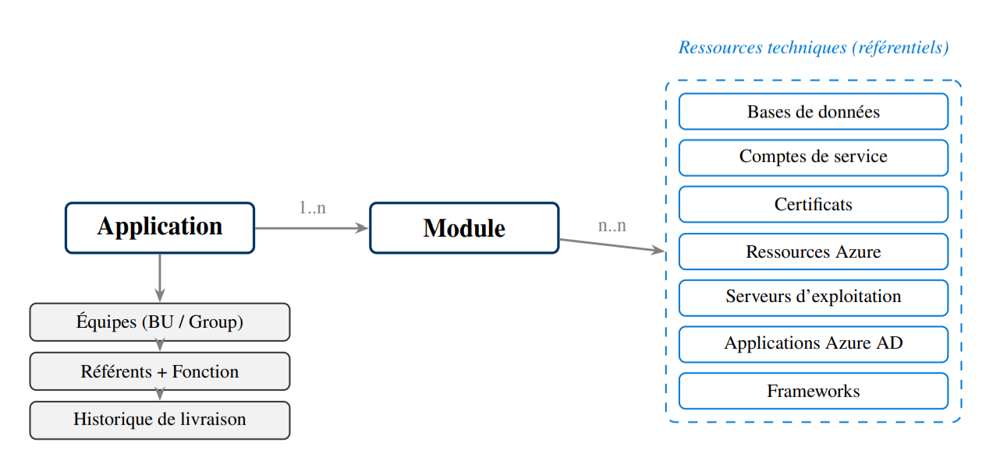 Ressources techniques (référentiels)
Bases de données
Comptes de service
Certificats
Ressources Azure
Serveurs d’exploitation
Applications Azure AD
Frameworks
Application
1..n
Module
n..n
Équipes (BU / Group)
Référents + Fonction
Historique de livraison